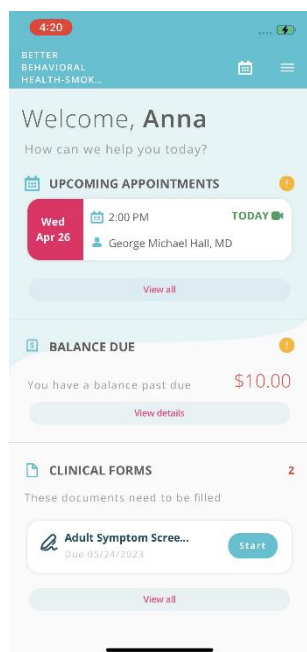 4:20
BETTER
BEHAVIORAL
HEALTH-SMOK...
Welcome, Anna
How can we help you today?
UPCOMING APPOINTMENTS
Wed
Apr 26
2:00 PM
TODAY
George Michael Hall, MD
View all
BALANCE DUE
You have a balance past due
$10.00
View details
CLINICAL FORMS
2
These documents need to be filled
Adult Symptom Scree...
Due 05/24/2023
Start
View all